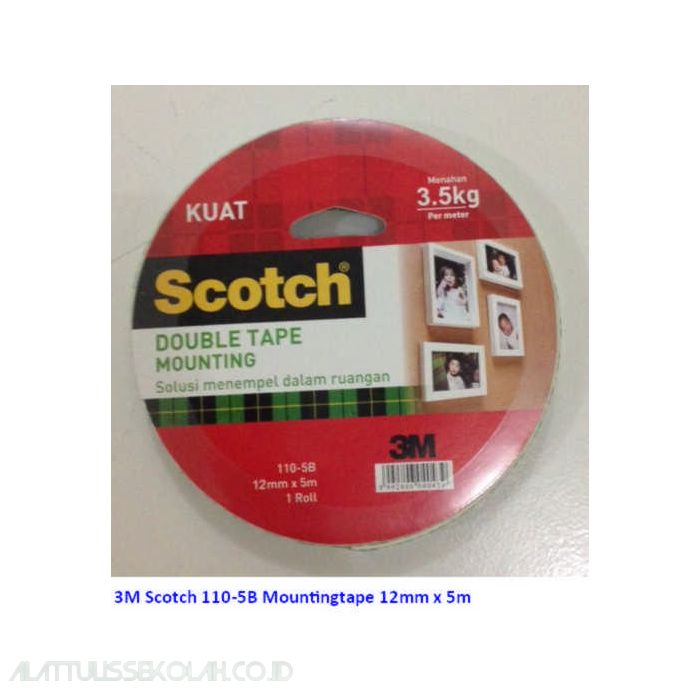 KUAT
Menahan
3.5kg
Per meter
Scotch®
DOUBLE TAPE
MOUNTING
Solusi menempel dalam ruangan
3M
110-5B
12mm x 5m
1 Roll
3M Scotch 110-5B Mountingtape 12mm x 5m
ALATTULISSEKOLAH.CO.ID